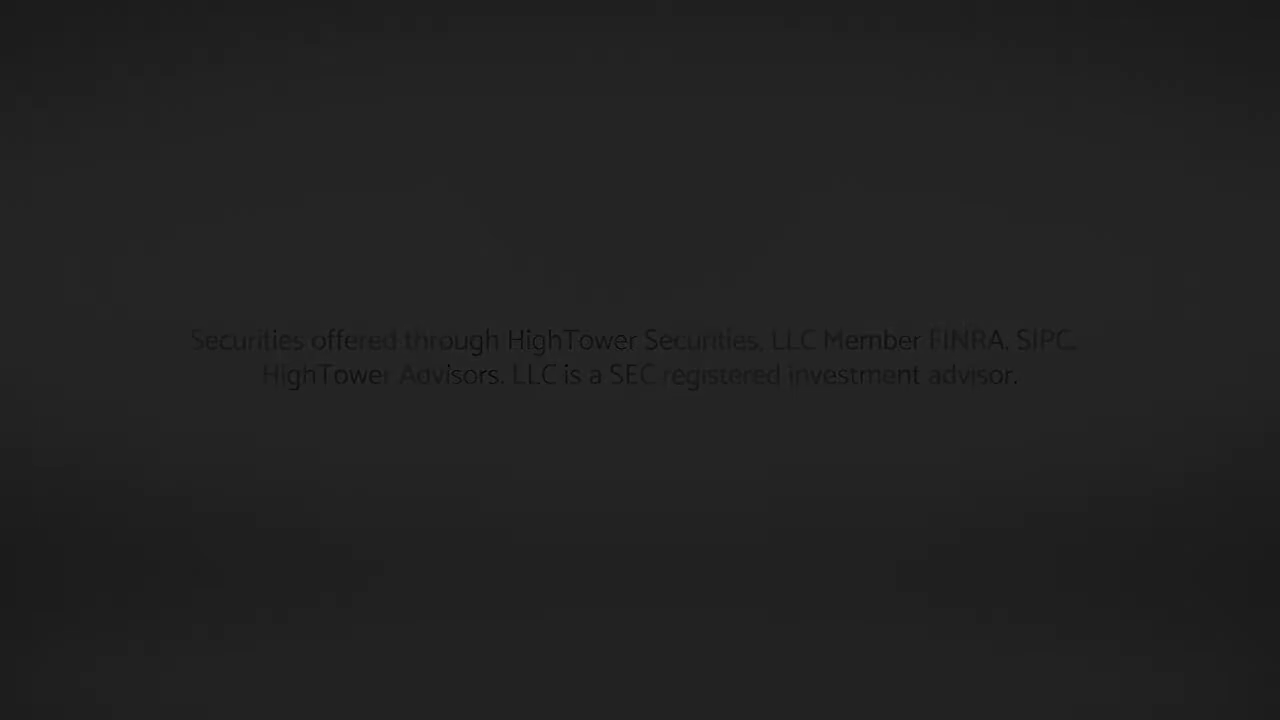 Securities offered through HighTower Securities, LLC Member FINRA, SIPC.
HighTower Advisors, LLC is a SEC registered investment advisor.